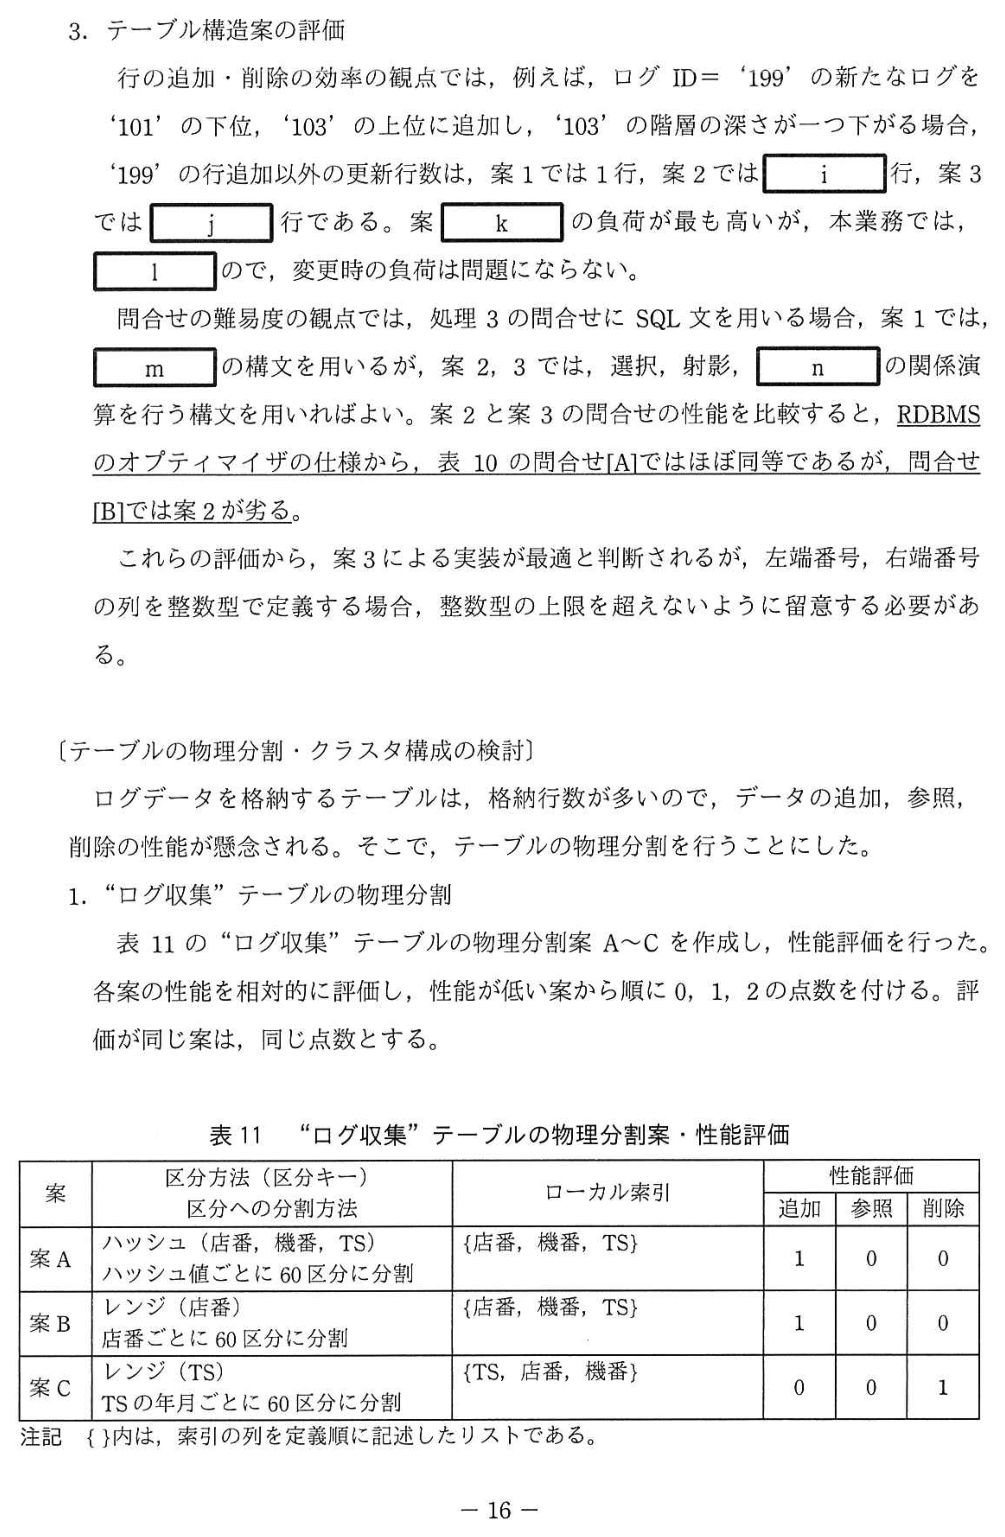 3. テーブル構造案の評価
行の追加・削除の効率の観点では，例えば，ログ ID＝ ‘199’ の新たなログを
‘101’ の下位，‘103’ の上位に追加し，‘103’ の階層の深さが一つ下がる場合，
‘199’ の行追加以外の更新行数は，案 1 では 1 行，案 2 では i 行，案 3
では j 行である。案 k の負荷が最も高いが，本業務では，
l ので，変更時の負荷は問題にならない。
問合せの難易度の観点では，処理 3 の問合せに SQL 文を用いる場合，案 1 では，
m の構文を用いるが，案 2，3 では，選択，射影， n の関係演
算を行う構文を用いればよい。案 2 と案 3 の問合せの性能を比較すると，RDBMS
のオプティマイザの仕様から，表 10 の問合せ[A]ではほぼ同等であるが，問合せ
[B]では案 2 が劣る。
これらの評価から，案 3 による実装が最適と判断されるが，左端番号，右端番号
の列を整数型で定義する場合，整数型の上限を超えないように留意する必要があ
る。
〔テーブルの物理分割・クラスタ構成の検討〕
ログデータを格納するテーブルは，格納行数が多いので，データの追加，参照，
削除の性能が懸念される。そこで，テーブルの物理分割を行うことにした。
1. “ログ収集” テーブルの物理分割
表 11 の “ログ収集” テーブルの物理分割案 A～C を作成し，性能評価を行った。
各案の性能を相対的に評価し，性能が低い案から順に 0，1，2 の点数を付ける。評
価が同じ案は，同じ点数とする。
表 11 “ログ収集” テーブルの物理分割案・性能評価
案 区分方法（区分キー） 区分への分割方法 ローカル索引 性能評価
追加 参照 削除
案 A ハッシュ（店番，機番，TS） {店番，機番，TS} 1 0 0
ハッシュ値ごとに 60 区分に分割
案 B レンジ（店番） {店番，機番，TS} 1 0 0
店番ごとに 60 区分に分割
案 C レンジ（TS） {TS，店番，機番} 0 0 1
TS の年月ごとに 60 区分に分割
注記 { }内は，索引の列を定義順に記述したリストである。
－ 16 －